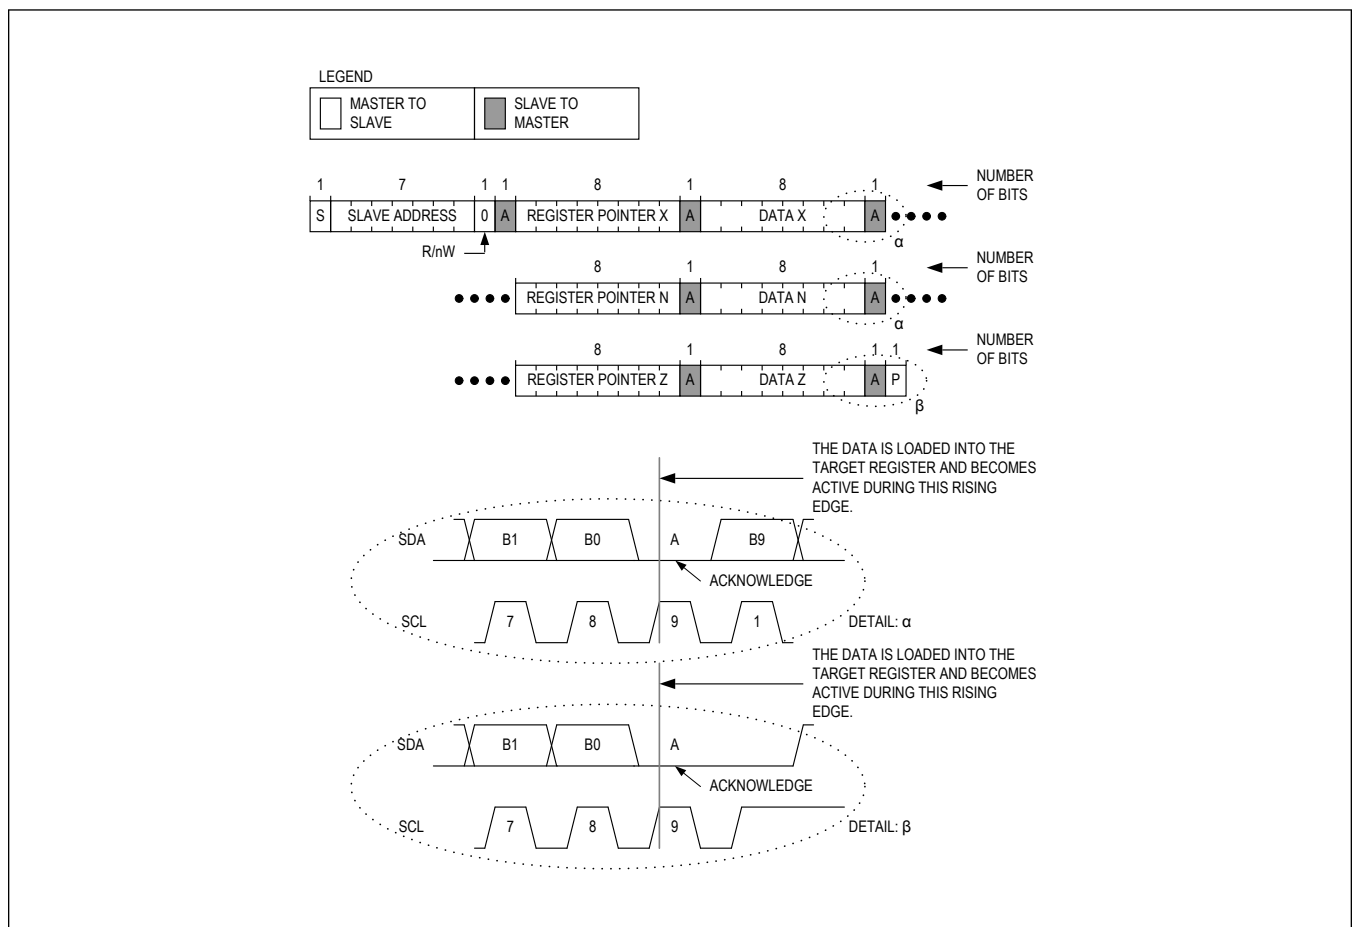 LEGEND
MASTER TO SLAVE
SLAVE TO MASTER
1 7 1 1 8 1 8 1
NUMBER OF BITS
S SLAVE ADDRESS 0 A REGISTER POINTER X A DATA X A
α
R/nW
8 1 8 1
NUMBER OF BITS
REGISTER POINTER N A DATA N A
α
8 1 8 1 1
NUMBER OF BITS
REGISTER POINTER Z A DATA Z A P
β
THE DATA IS LOADED INTO THE
TARGET REGISTER AND BECOMES
ACTIVE DURING THIS RISING
EDGE.
SDA B1 B0 A B9
ACKNOWLEDGE
SCL 7 8 9 1 DETAIL: α
THE DATA IS LOADED INTO THE
TARGET REGISTER AND BECOMES
ACTIVE DURING THIS RISING
EDGE.
SDA B1 B0 A
ACKNOWLEDGE
SCL 7 8 9 DETAIL: β